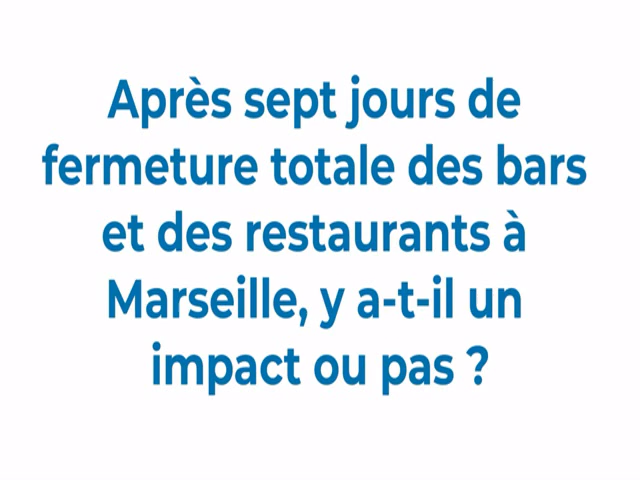 Après sept jours de
fermeture totale des bars
et des restaurants à
Marseille, y a-t-il un
impact ou pas ?